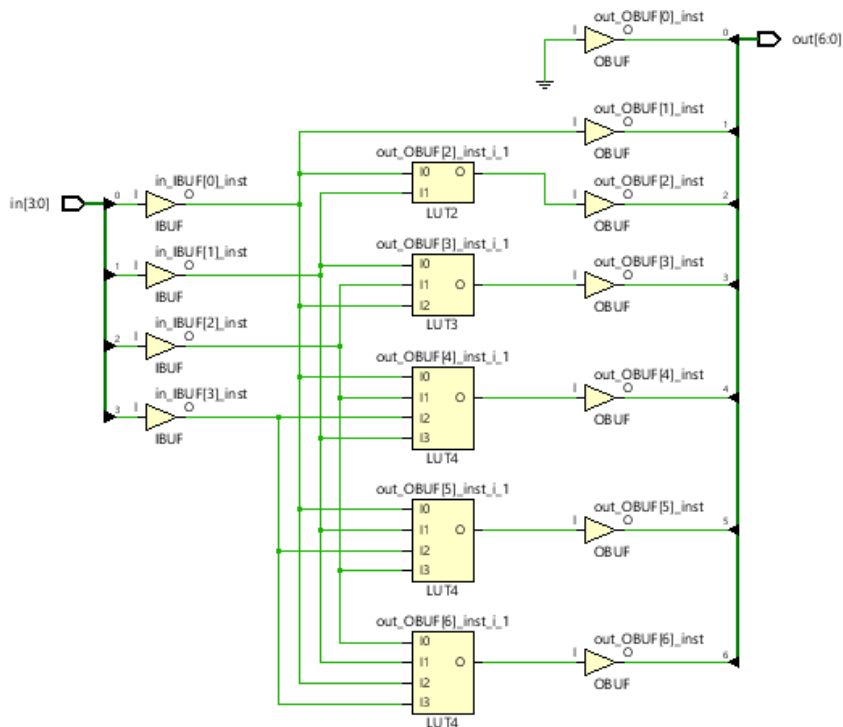 out_OBUF[0]_inst
0
I
O
OBUF
out[6:0]
out_OBUF[1]_inst
1
I
O
OBUF
out_OBUF[2]_inst_i_1
I0
O
I1
LUT2
out_OBUF[2]_inst
2
I
O
OBUF
in[3:0]
in_IBUF[0]_inst
0
I
O
IBUF
in_IBUF[1]_inst
1
I
O
IBUF
in_IBUF[2]_inst
2
I
O
IBUF
in_IBUF[3]_inst
3
I
O
IBUF
out_OBUF[3]_inst_i_1
I0
I1
O
I2
LUT3
out_OBUF[3]_inst
3
I
O
OBUF
out_OBUF[4]_inst_i_1
I0
I1
O
I2
I3
LUT4
out_OBUF[4]_inst
4
I
O
OBUF
out_OBUF[5]_inst_i_1
I0
I1
O
I2
I3
LUT4
out_OBUF[5]_inst
5
I
O
OBUF
out_OBUF[6]_inst_i_1
I0
I1
O
I2
I3
LUT4
out_OBUF[6]_inst
6
I
O
OBUF